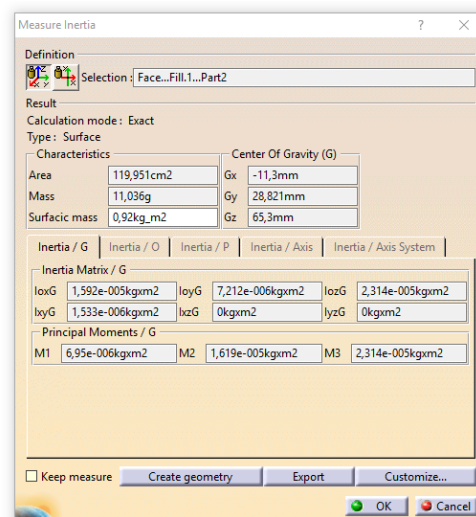 Measure Inertia ? ×
Definition
Selection : Face...Fill.1...Part2
Result
Calculation mode : Exact
Type : Surface
Characteristics Center Of Gravity (G)
Area 119,951cm2 Gx -11,3mm
Mass 11,036g Gy 28,821mm
Surfacic mass 0,92kg_m2 Gz 65,3mm
Inertia / G Inertia / O Inertia / P Inertia / Axis Inertia / Axis System
Inertia Matrix / G
IoxG 1,592e-005kgxm2 IoyG 7,212e-006kgxm2 IozG 2,314e-005kgxm2
IxyG 1,533e-006kgxm2 IxzG 0kgxm2 IyzG 0kgxm2
Principal Moments / G
M1 6,95e-006kgxm2 M2 1,619e-005kgxm2 M3 2,314e-005kgxm2
Keep measure Create geometry Export Customize...
OK Cancel